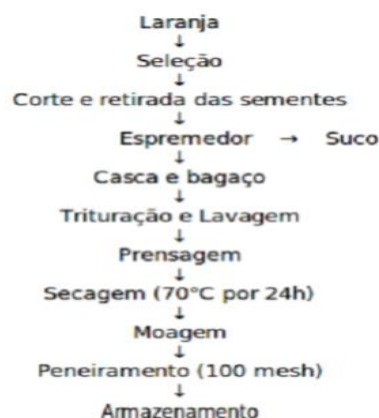 Laranja
↓
Seleção
↓
Corte e retirada das sementes
↓
Espremedor → Suco
↓
Casca e bagaço
↓
Trituração e Lavagem
↓
Prensagem
↓
Secagem (70°C por 24h)
↓
Moagem
↓
Peneiramento (100 mesh)
↓
Armazenamento